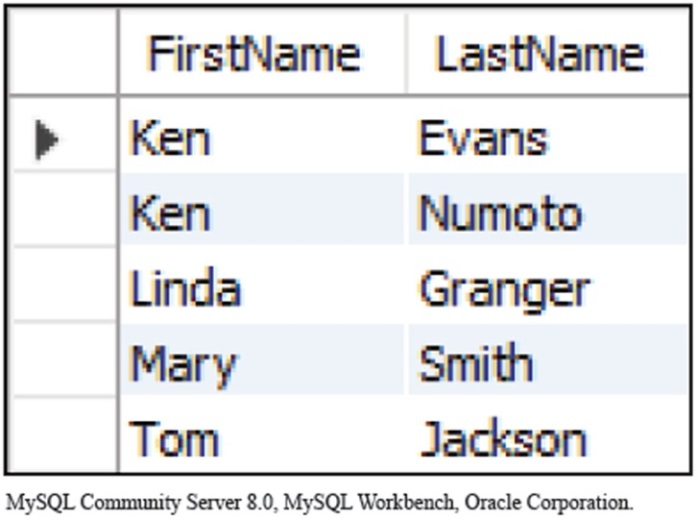 FirstName LastName
Ken Evans
Ken Numoto
Linda Granger
Mary Smith
Tom Jackson
MySQL Community Server 8.0, MySQL Workbench, Oracle Corporation.